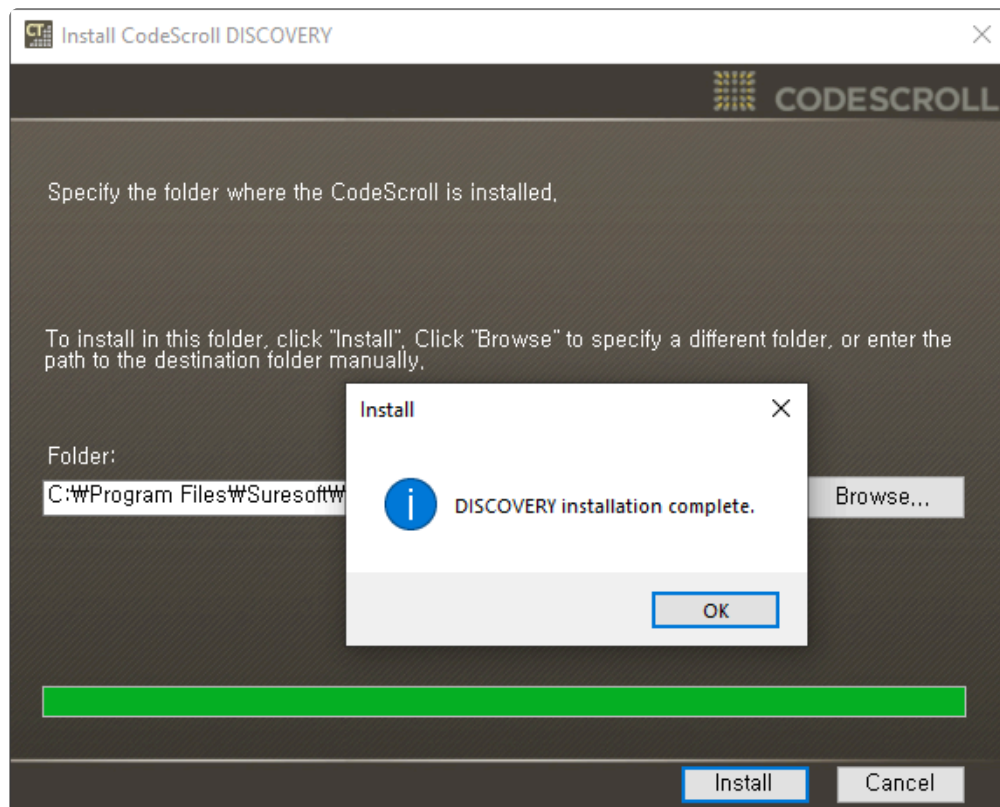 CT
Install CodeScroll DISCOVERY
CODESCROLL
Specify the folder where the CodeScroll is installed.
To install in this folder, click "Install". Click "Browse" to specify a different folder, or enter the
path to the destination folder manually.
Install
Folder:
C:₩Program Files₩Suresoft₩
Browse...
DISCOVERY installation complete.
OK
Install
Cancel